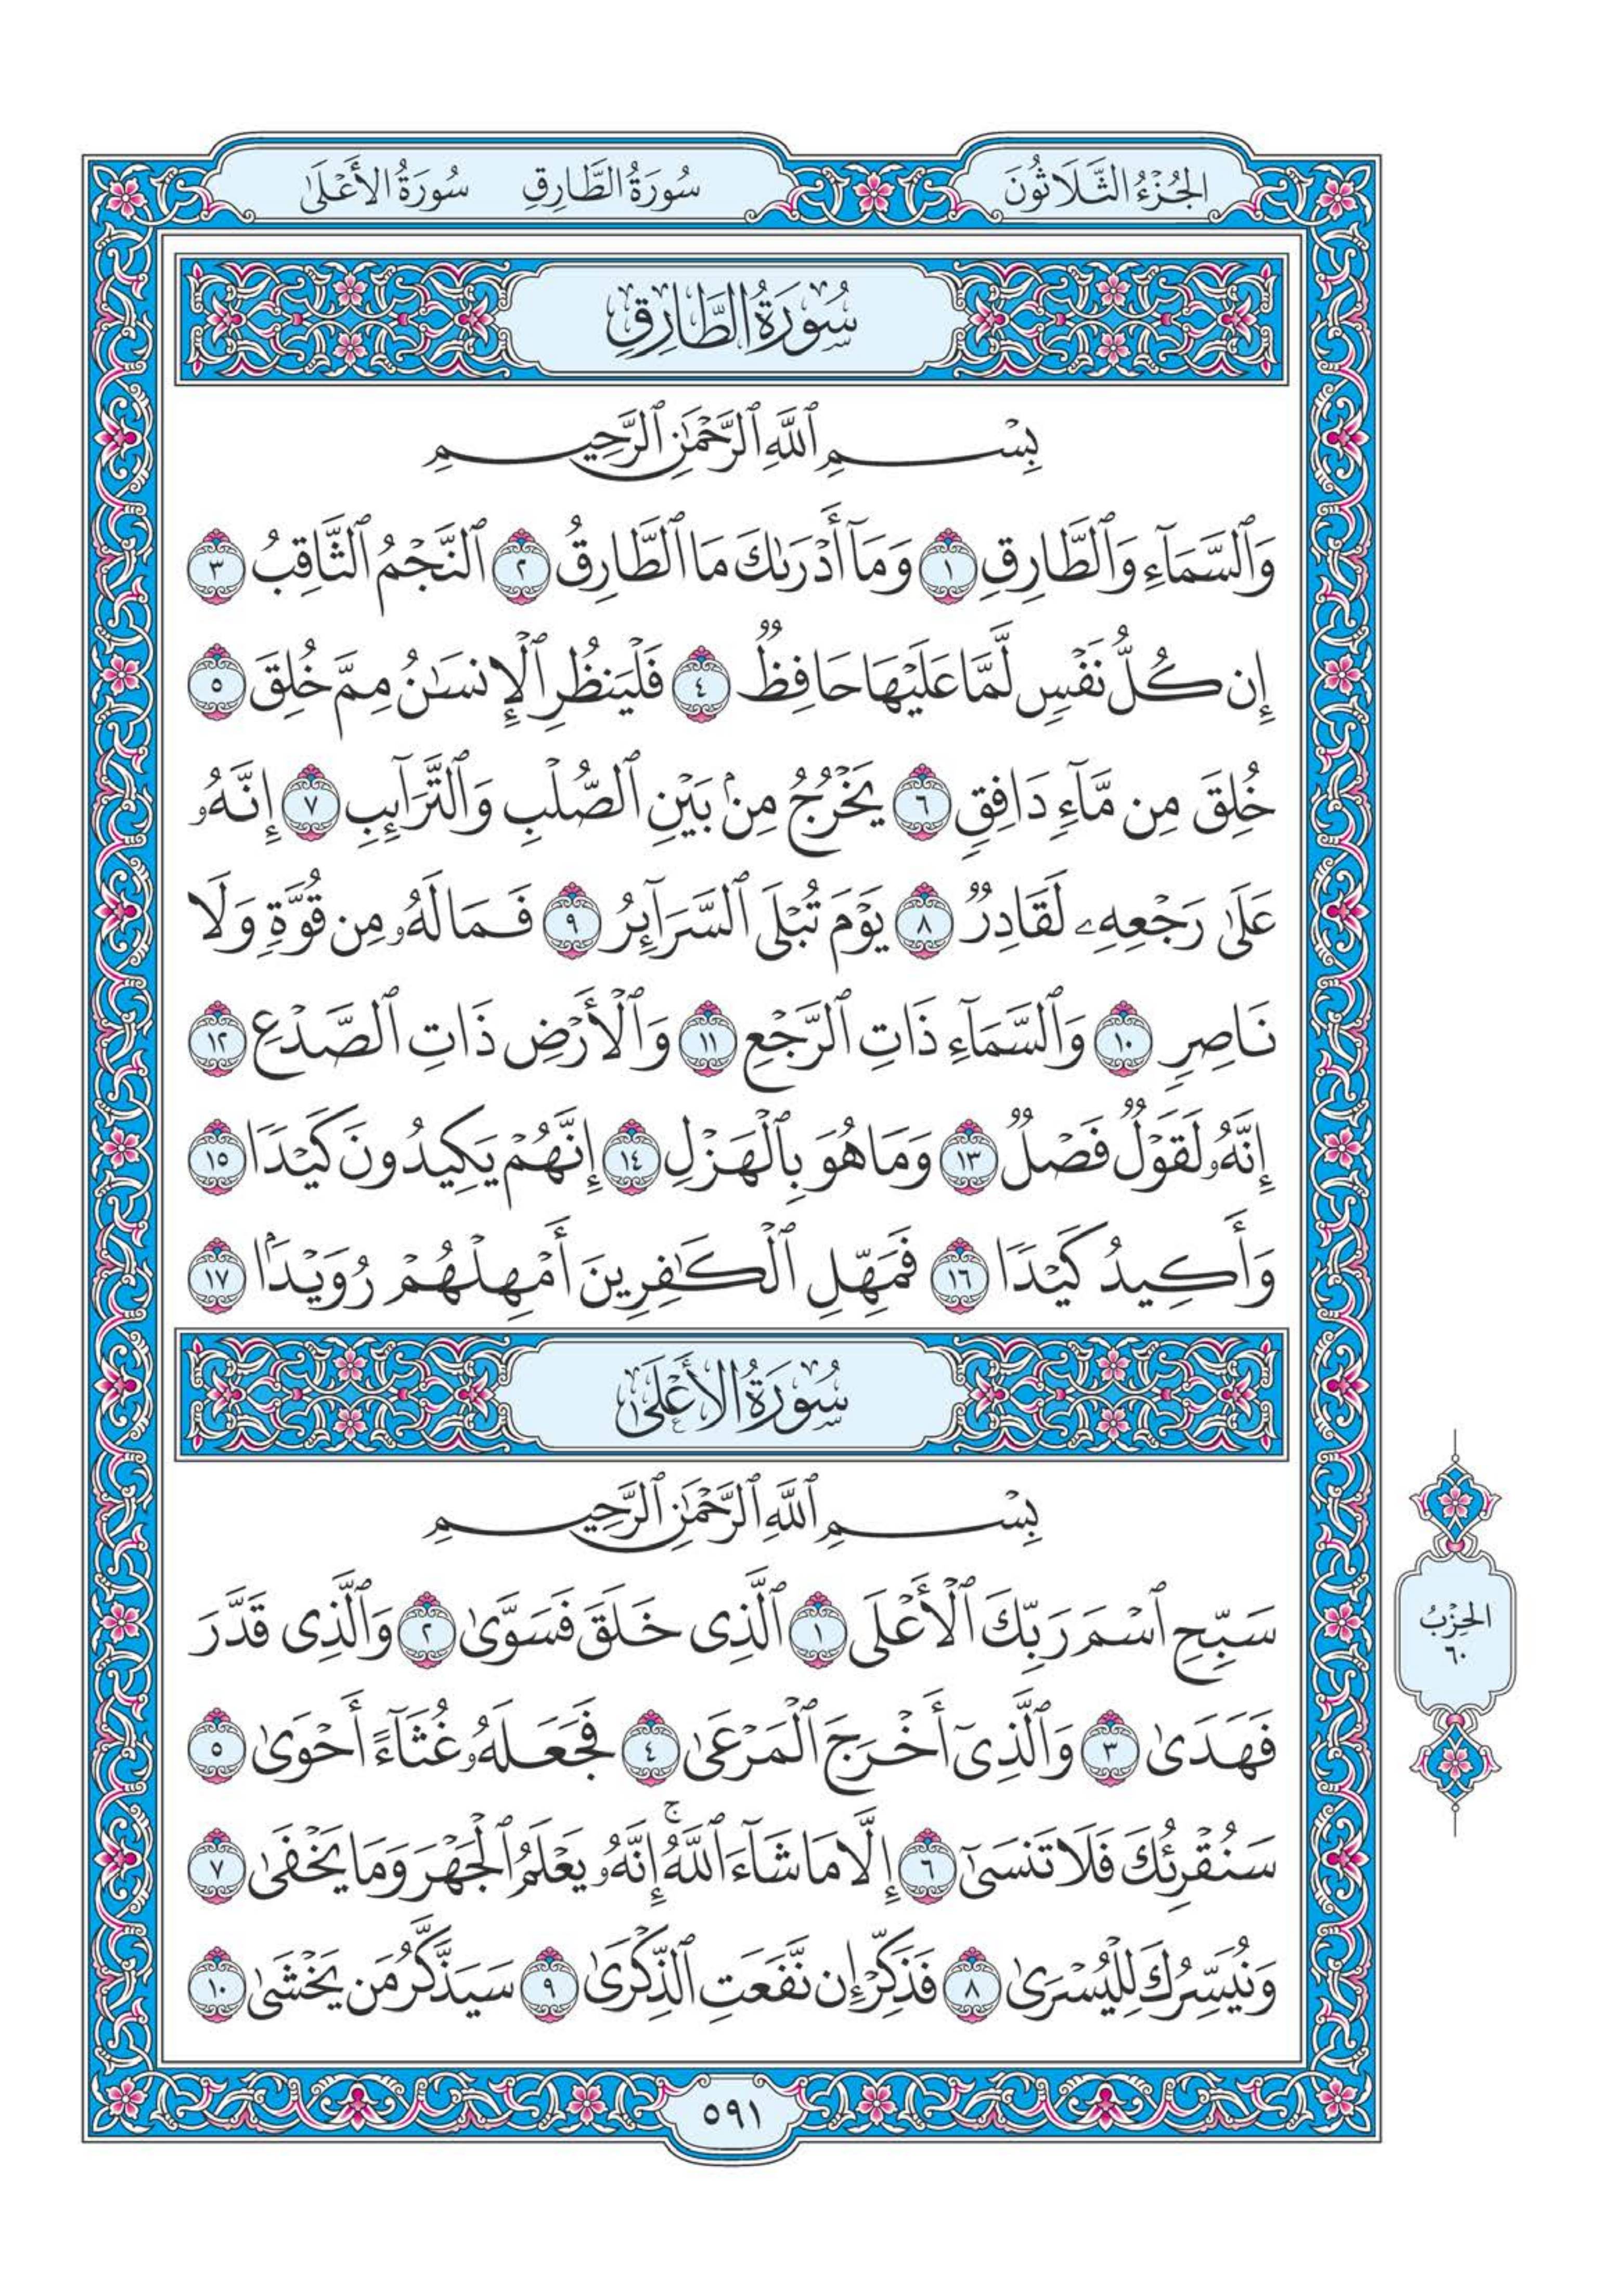 الجُزْءُ الثَّلَاثُونَ
سُورَةُ الطَّارِقِ سُورَةُ الأَعْلَىٰ
سُورَةُ الطَّارِقِ
بِسْمِ ٱللَّهِ ٱلرَّحْمَٰنِ ٱلرَّحِيمِ
وَٱلسَّمَآءِ وَٱلطَّارِقِ ١ وَمَآ أَدْرَىٰكَ مَا ٱلطَّارِقُ ٢ ٱلنَّجْمُ ٱلثَّاقِبُ ٣
إِن كُلُّ نَفْسٍ لَّمَّا عَلَيْهَا حَافِظٌ ٤ فَلْيَنظُرِ ٱلْإِنسَٰنُ مِمَّ خُلِقَ ٥
خُلِقَ مِن مَّآءٍ دَافِقٍ ٦ يَخْرُجُ مِنۢ بَيْنِ ٱلصُّلْبِ وَٱلتَّرَآئِبِ ٧ إِنَّهُۥ
عَلَىٰ رَجْعِهِۦ لَقَادِرٌ ٨ يَوْمَ تُبْلَى ٱلسَّرَآئِرُ ٩ فَمَا لَهُۥ مِن قُوَّةٍ وَلَا
نَاصِرٍ ١٠ وَٱلسَّمَآءِ ذَاتِ ٱلرَّجْعِ ١١ وَٱلْأَرْضِ ذَاتِ ٱلصَّدْعِ ١٢
إِنَّهُۥ لَقَوْلٌ فَصْلٌ ١٣ وَمَا هُوَ بِٱلْهَزْلِ ١٤ إِنَّهُمْ يَكِيدُونَ كَيْدًا ١٥
وَأَكِيدُ كَيْدًا ١٦ فَمَهِّلِ ٱلْكَٰفِرِينَ أَمْهِلْهُمْ رُوَيْدًۢا ١٧
سُورَةُ الأَعْلَىٰ
بِسْمِ ٱللَّهِ ٱلرَّحْمَٰنِ ٱلرَّحِيمِ
سَبِّحِ ٱسْمَ رَبِّكَ ٱلْأَعْلَى ١ ٱلَّذِى خَلَقَ فَسَوَّىٰ ٢ وَٱلَّذِى قَدَّرَ
فَهَدَىٰ ٣ وَٱلَّذِىٓ أَخْرَجَ ٱلْمَرْعَىٰ ٤ فَجَعَلَهُۥ غُثَآءً أَحْوَىٰ ٥
سَنُقْرِئُكَ فَلَا تَنسَىٰٓ ٦ إِلَّا مَا شَآءَ ٱللَّهُۚ إِنَّهُۥ يَعْلَمُ ٱلْجَهْرَ وَمَا يَخْفَىٰ ٧
وَنُيَسِّرُكَ لِلْيُسْرَىٰ ٨ فَذَكِّرْ إِن نَّفَعَتِ ٱلذِّكْرَىٰ ٩ سَيَذَّكَّرُ مَن يَخْشَىٰ ١٠
الحِزْبُ
٦٠
٥٩١